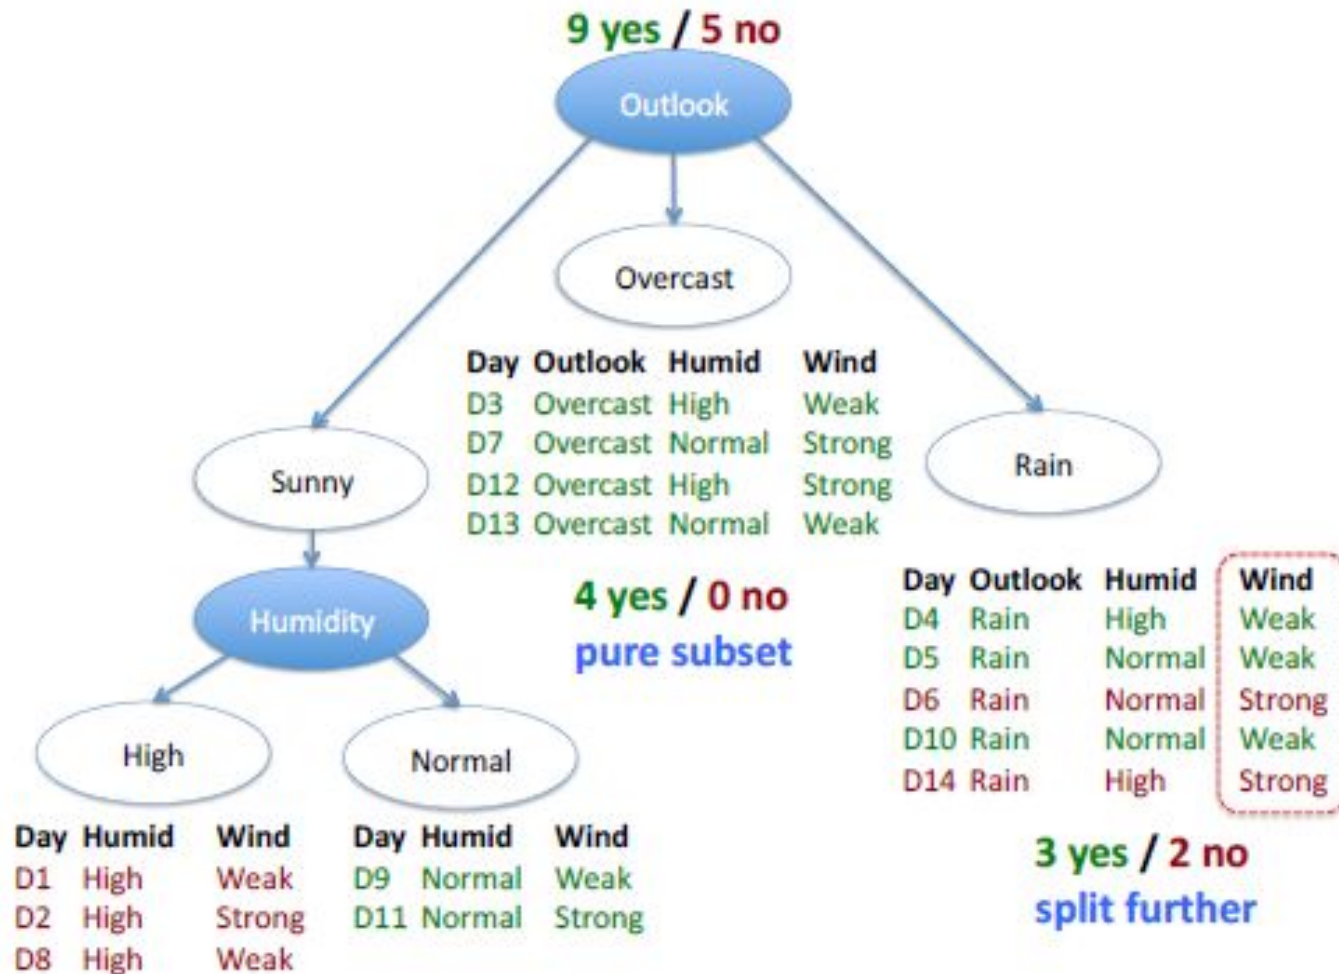 9 yes / 5 no
Outlook
Overcast
Day Outlook Humid Wind
D3 Overcast High Weak
D7 Overcast Normal Strong
D12 Overcast High Strong
D13 Overcast Normal Weak
4 yes / 0 no
pure subset
Sunny
Humidity
High
Normal
Day Humid Wind
D1 High Weak
D2 High Strong
D8 High Weak
Day Humid Wind
D9 Normal Weak
D11 Normal Strong
Rain
Day Outlook Humid Wind
D4 Rain High Weak
D5 Rain Normal Weak
D6 Rain Normal Strong
D10 Rain Normal Weak
D14 Rain High Strong
3 yes / 2 no
split further